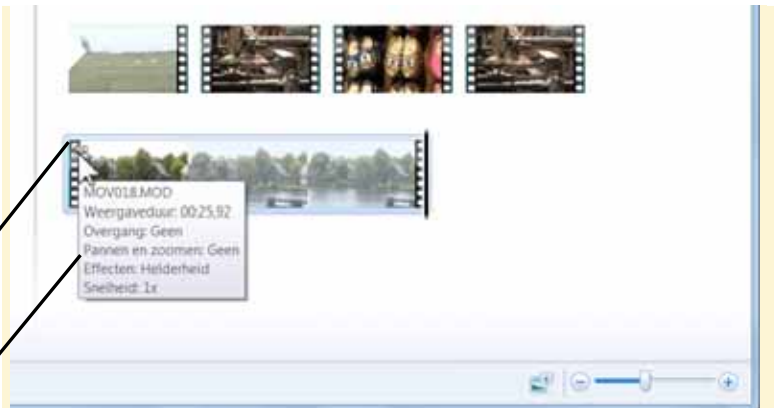 MOV018.MOD
Weergaveduur: 00:25,92
Overgang: Geen
Pannen en zoomen: Geen
Effecten: Helderheid
Snelheid: 1x